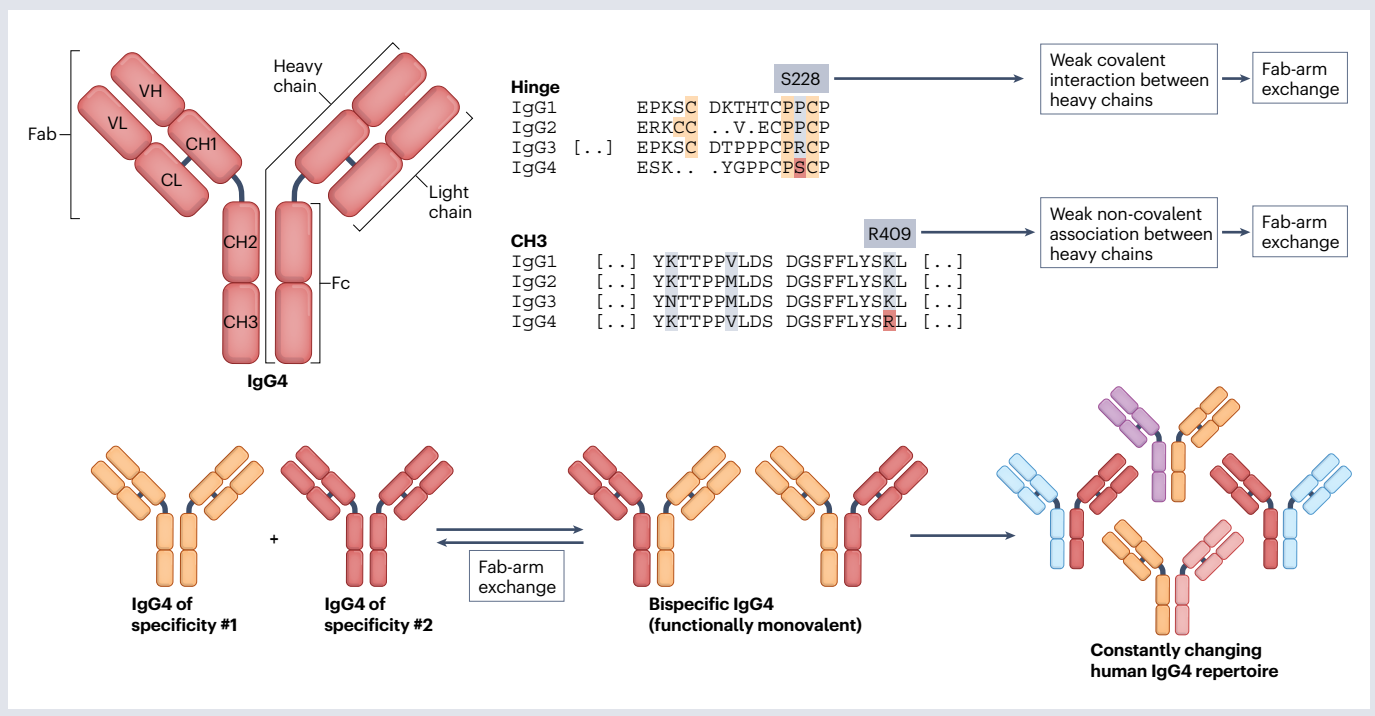 Fab
VH
VL
CH1
CL
CH2
CH3
Heavy
chain
Light
chain
Fc
IgG4
Hinge
S228
IgG1 EPKSC DKTHTCPPCP
IgG2 ERKCC ..V.ECPPCP
IgG3 [..] EPKSC DTPPPCPRCP
IgG4 ESK.. .YGPPCPSCP
Weak covalent
interaction between
heavy chains
Fab-arm
exchange
CH3
R409
IgG1 [..] YKTTPPVLDS DGSFFLYSKL [..]
IgG2 [..] YKTTPPMLDS DGSFFLYSKL [..]
IgG3 [..] YNTTPPMLDS DGSFFLYSKL [..]
IgG4 [..] YKTTPPVLDS DGSFFLYSRL [..]
Weak non-covalent
association between
heavy chains
Fab-arm
exchange
+
Fab-arm
exchange
IgG4 of
specificity #1
IgG4 of
specificity #2
Bispecific IgG4
(functionally monovalent)
Constantly changing
human IgG4 repertoire